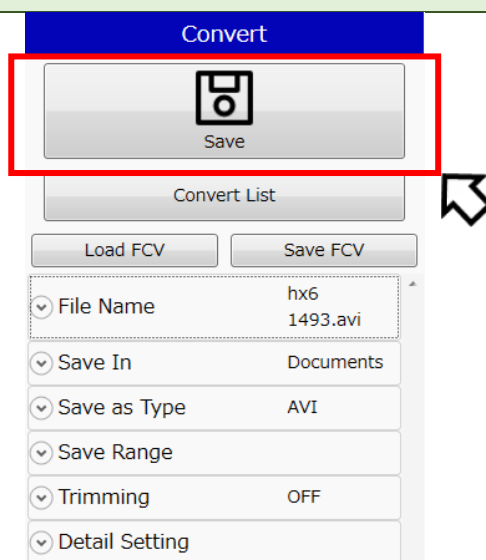 Convert
Save
Convert List
Load FCV Save FCV
File Name hx6
1493.avi
Save In Documents
Save as Type AVI
Save Range
Trimming OFF
Detail Setting